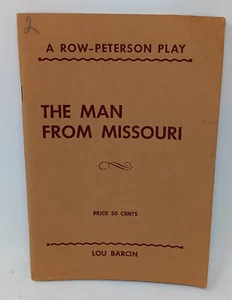 2
A ROW-PETERSON PLAY
THE MAN
FROM MISSOURI
PRICE 50 CENTS
LOU BARCIN